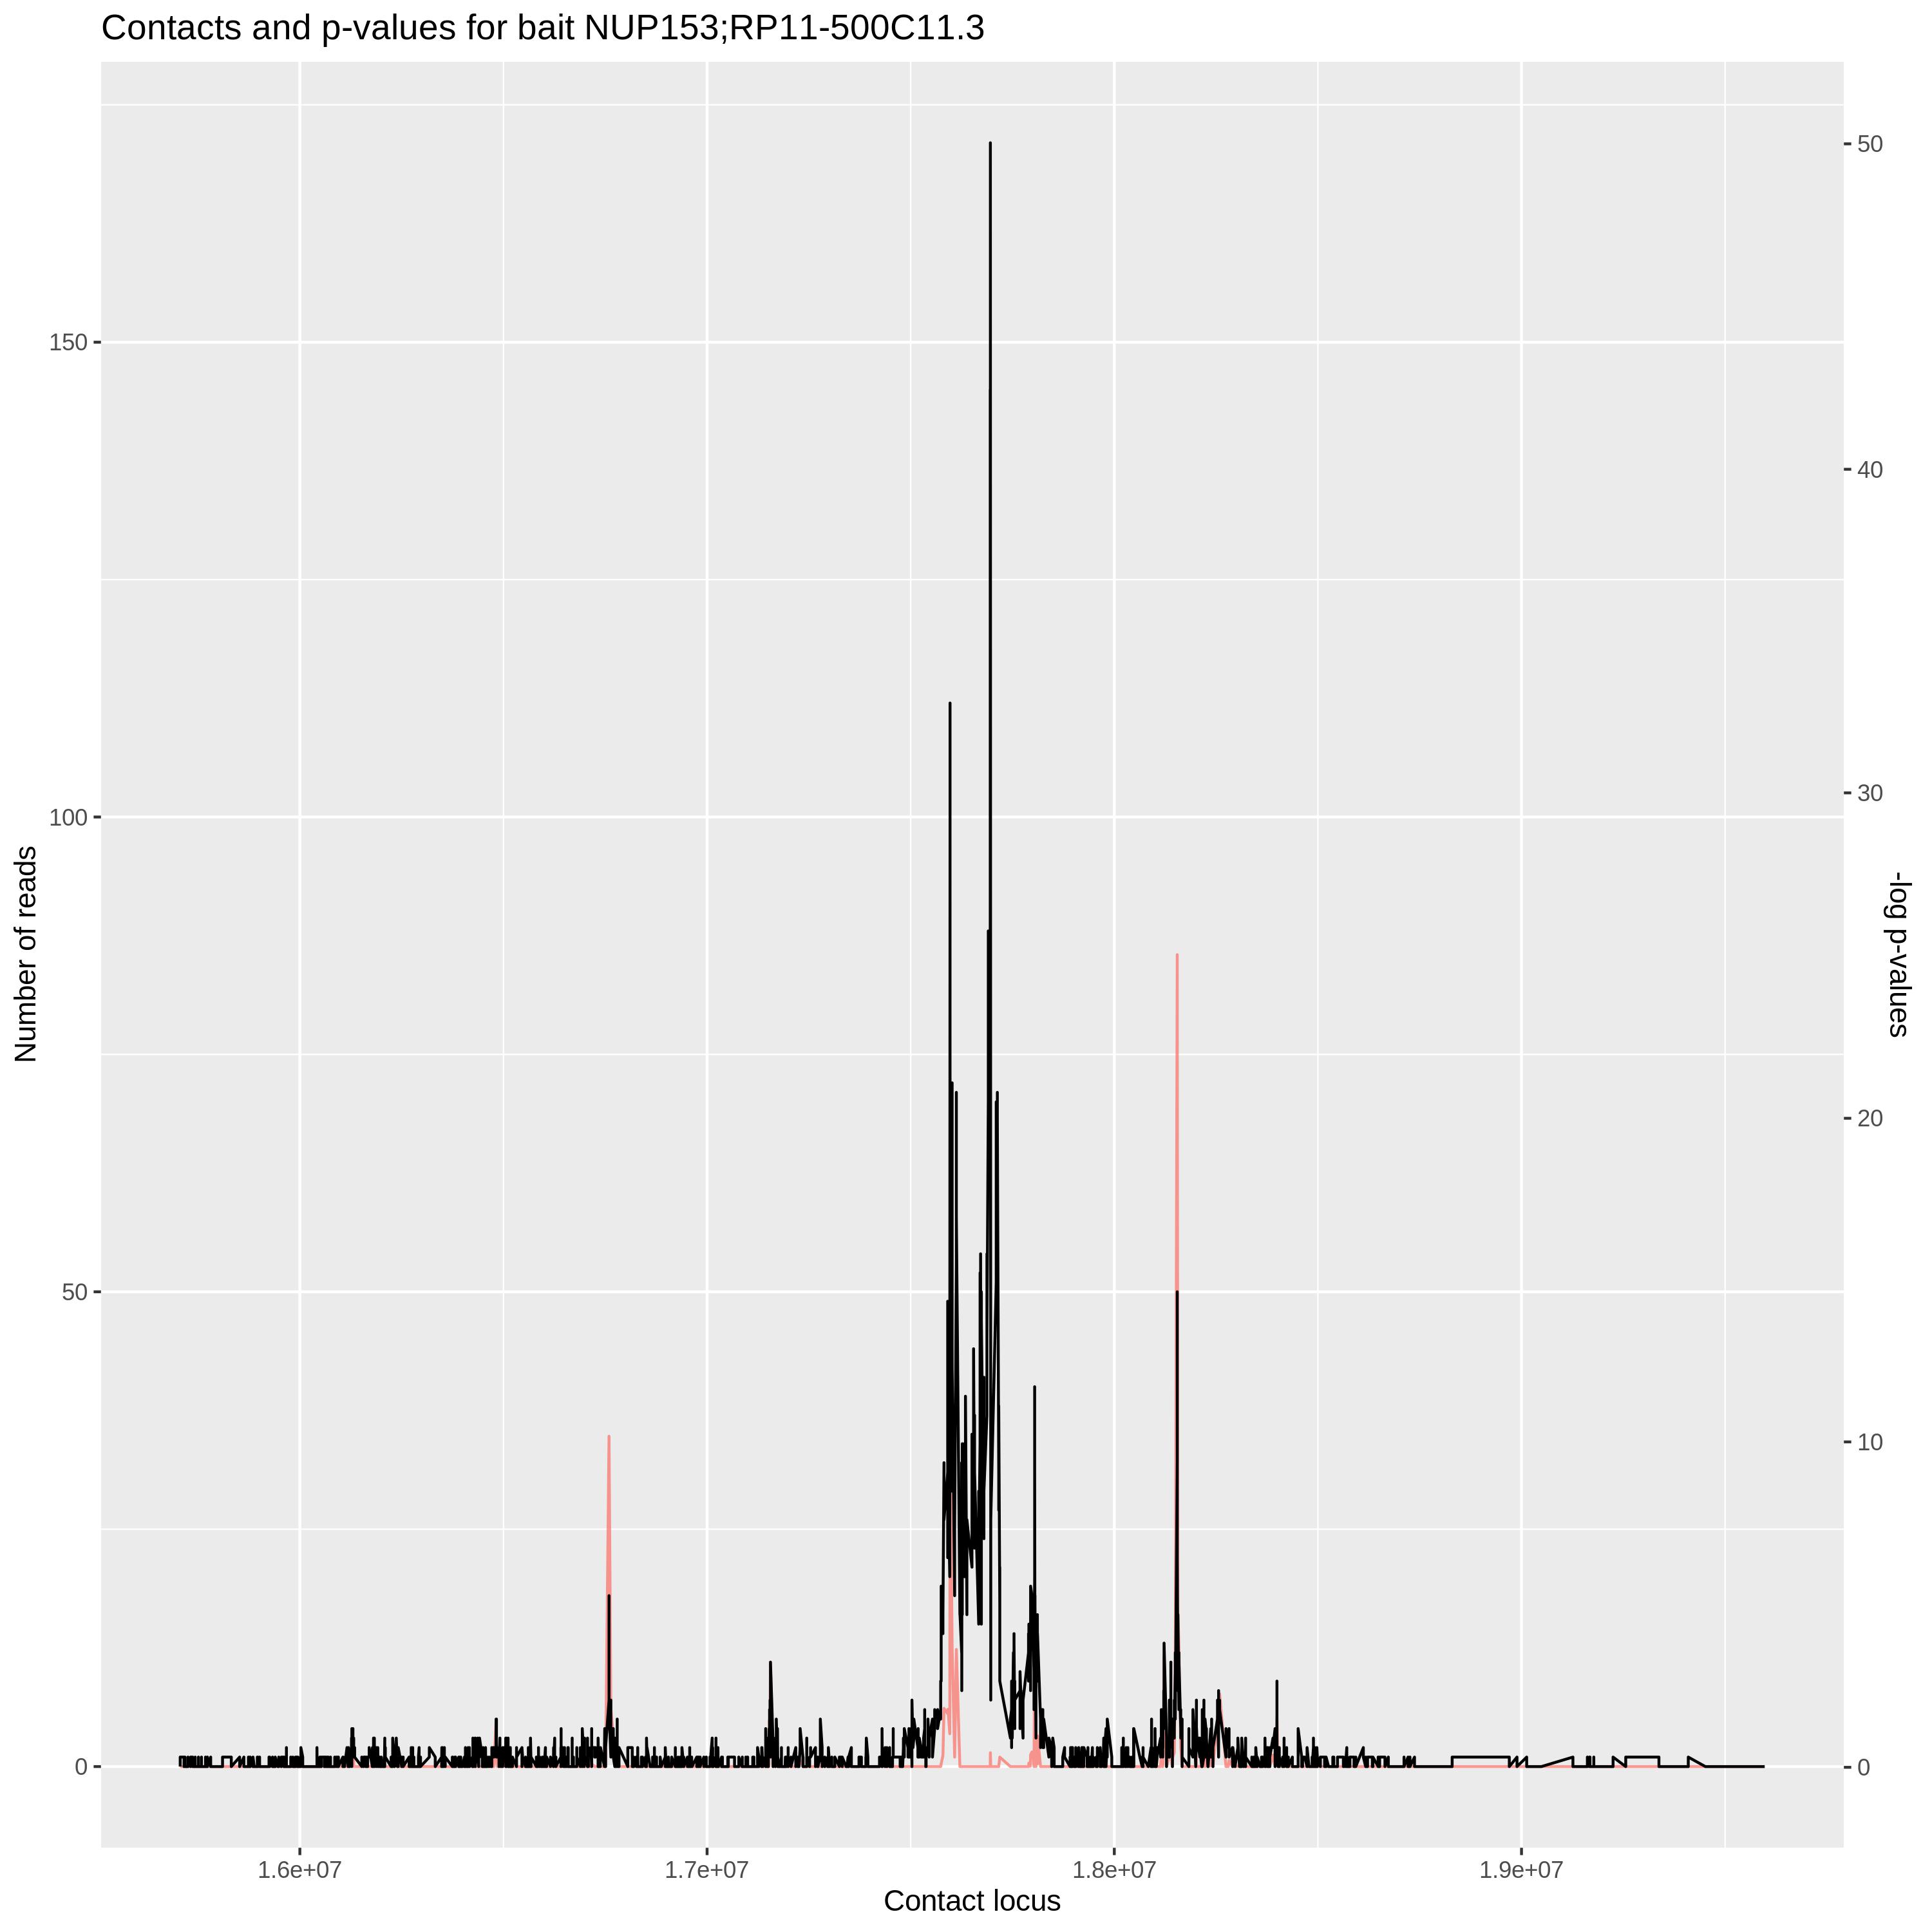 Contacts and p-values for bait NUP153;RP11-500C11.3
50
150
40
100
30
Number of reads
-log p-values
20
50
10
0
0
1.6e+07
1.7e+07
1.8e+07
1.9e+07
Contact locus